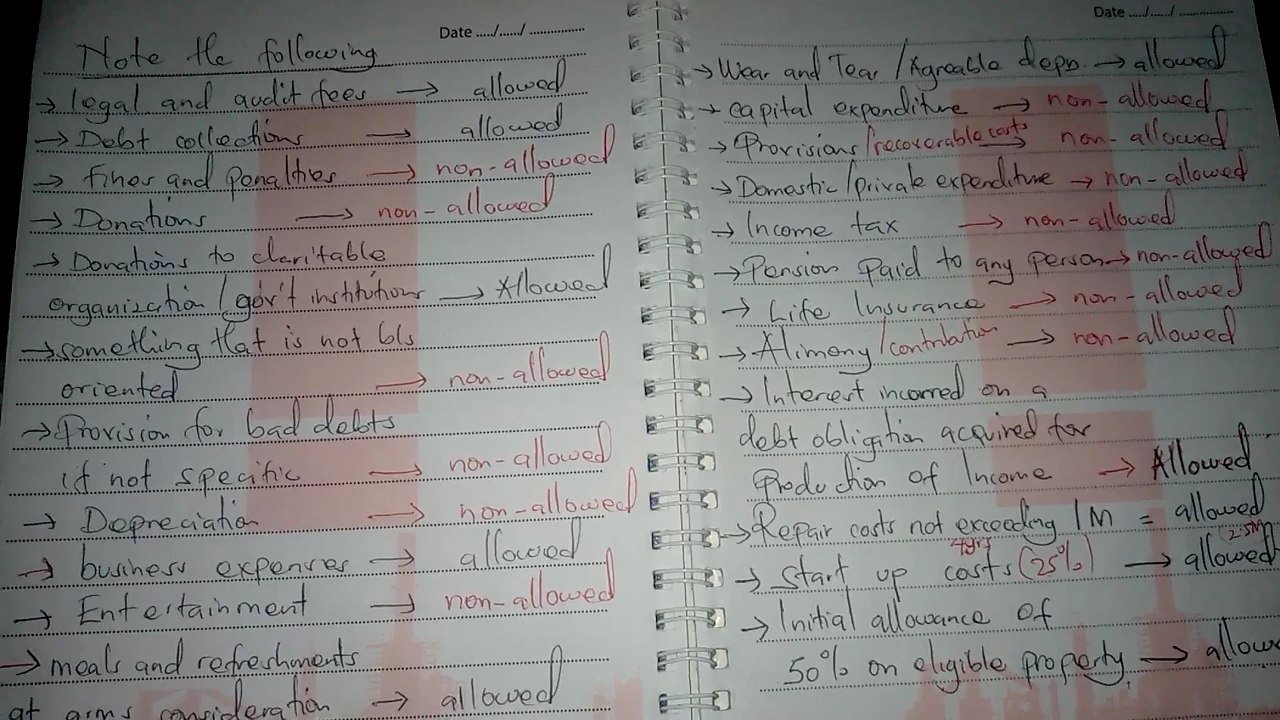 Date ...../....../ ...............
Note the following
→ legal and audit fees → allowed
→ Debt collections → allowed
→ fines and penalties → non-allowed
→ Donations → non-allowed
→ Donations to claritable
organization / gov't institutions → Allowed
→ something that is not b/s
oriented → non-allowed
→ Provision for bad debts
if not specific → non-allowed
→ Depreciation → non-allowed
→ business expenses → allowed
→ Entertainment → non-allowed
→ meals and refreshments
at arms consideration → allowed
Date ...../....../ ...............
→ Wear and Tear / Agreable depn. → allowed
→ capital expenditure → non-allowed
→ Provisions / recoverable costs → non-allowed
→ Domestic / private expenditure → non-allowed
→ Income tax → non-allowed
→ Pension Paid to any person → non-allowed
→ Life Insurance → non-allowed
→ Alimony / contribution → non-allowed
→ Interest incurred on a
debt obligation acquired for
Production of Income → Allowed
→ Repair costs not exceeding 1M = allowed
→ Start up costs (25%) → allowed (2.5M)
4yrs
→ Initial allowance of
50% on eligible property. → allow